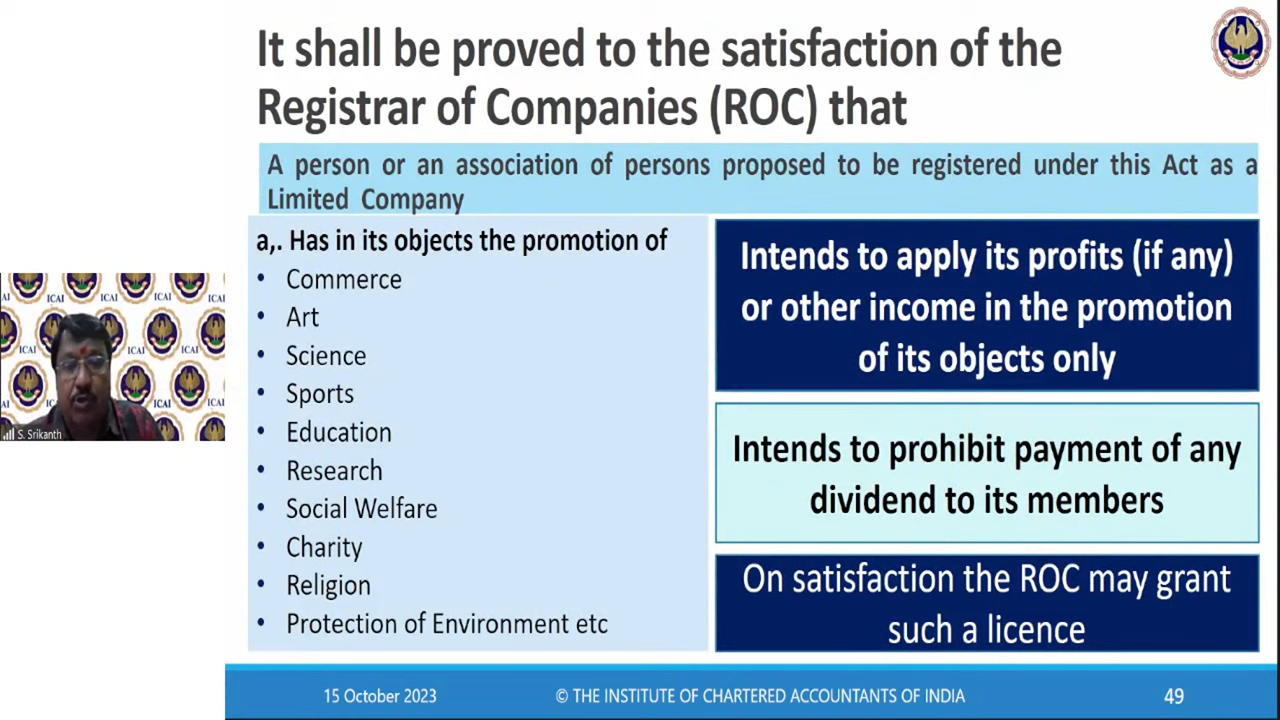 It shall be proved to the satisfaction of the
Registrar of Companies (ROC) that
A person or an association of persons proposed to be registered under this Act as a
Limited Company
a,. Has in its objects the promotion of
• Commerce
• Art
• Science
• Sports
• Education
• Research
• Social Welfare
• Charity
• Religion
• Protection of Environment etc
Intends to apply its profits (if any)
or other income in the promotion
of its objects only
Intends to prohibit payment of any
dividend to its members
On satisfaction the ROC may grant
such a licence
ICAI
ICAI
S. Srikanth
15 October 2023
© THE INSTITUTE OF CHARTERED ACCOUNTANTS OF INDIA
49